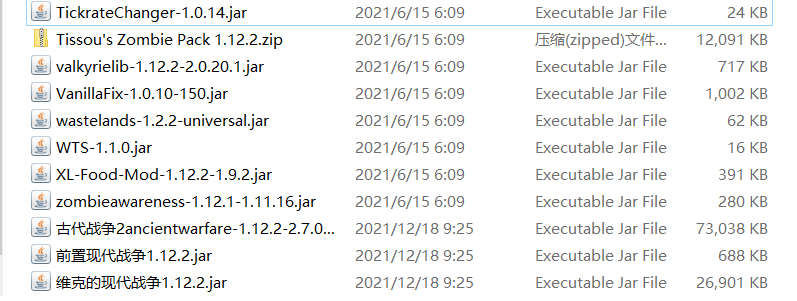 TickrateChanger-1.0.14.jar 2021/6/15 6:09 Executable Jar File 24 KB
Tissou's Zombie Pack 1.12.2.zip 2021/6/15 6:09 压缩(zipped)文件... 12,091 KB
valkyrielib-1.12.2-2.0.20.1.jar 2021/6/15 6:09 Executable Jar File 717 KB
VanillaFix-1.0.10-150.jar 2021/6/15 6:09 Executable Jar File 1,002 KB
wastelands-1.2.2-universal.jar 2021/6/15 6:09 Executable Jar File 62 KB
WTS-1.1.0.jar 2021/6/15 6:09 Executable Jar File 16 KB
XL-Food-Mod-1.12.2-1.9.2.jar 2021/6/15 6:09 Executable Jar File 391 KB
zombieawareness-1.12.1-1.11.16.jar 2021/6/15 6:09 Executable Jar File 280 KB
古代战争2ancientwarfare-1.12.2-2.7.0... 2021/12/18 9:25 Executable Jar File 73,038 KB
前置现代战争1.12.2.jar 2021/12/18 9:25 Executable Jar File 688 KB
维克的现代战争1.12.2.jar 2021/12/18 9:25 Executable Jar File 26,901 KB